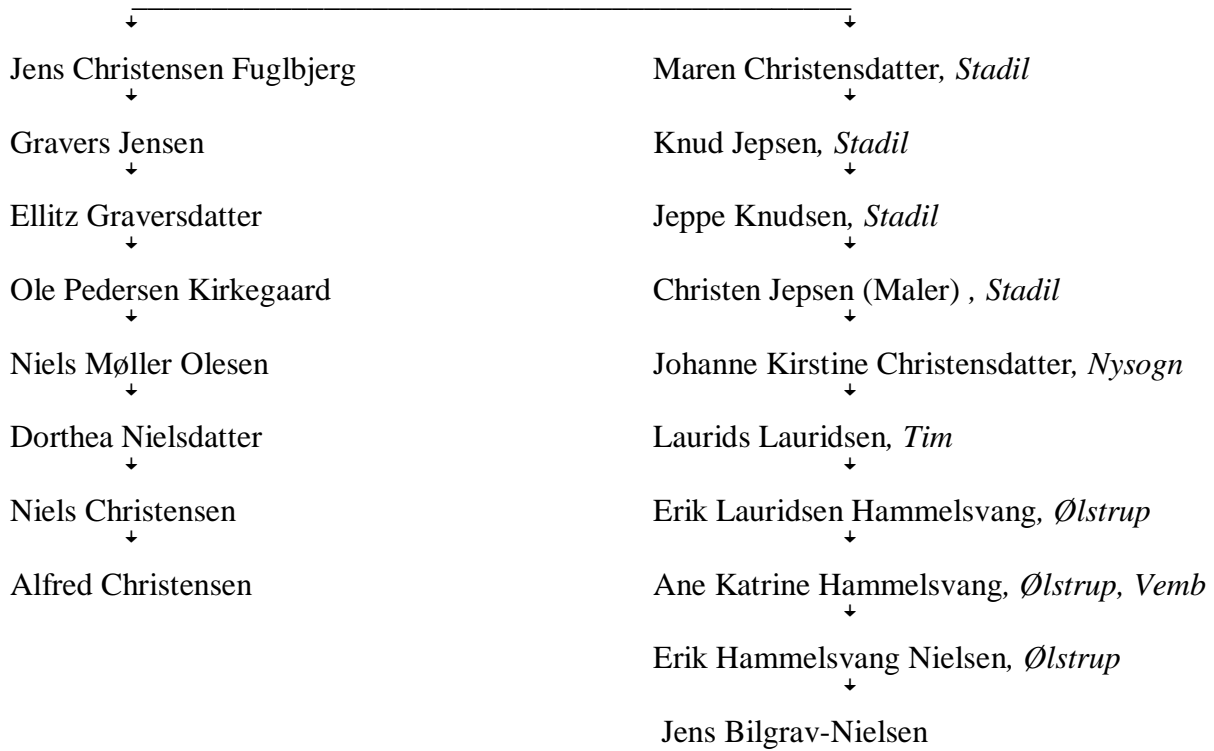 Jens Christensen Fuglbjerg
Maren Christensdatter, Stadil
Gravers Jensen
Knud Jepsen, Stadil
Ellitz Graversdatter
Jeppe Knudsen, Stadil
Ole Pedersen Kirkegaard
Christen Jepsen (Maler) , Stadil
Niels Møller Olesen
Johanne Kirstine Christensdatter, Nysogn
Dorthea Nielsdatter
Laurids Lauridsen, Tim
Niels Christensen
Erik Lauridsen Hammelsvang, Ølstrup
Alfred Christensen
Ane Katrine Hammelsvang, Ølstrup, Vemb
Erik Hammelsvang Nielsen, Ølstrup
Jens Bilgrav-Nielsen